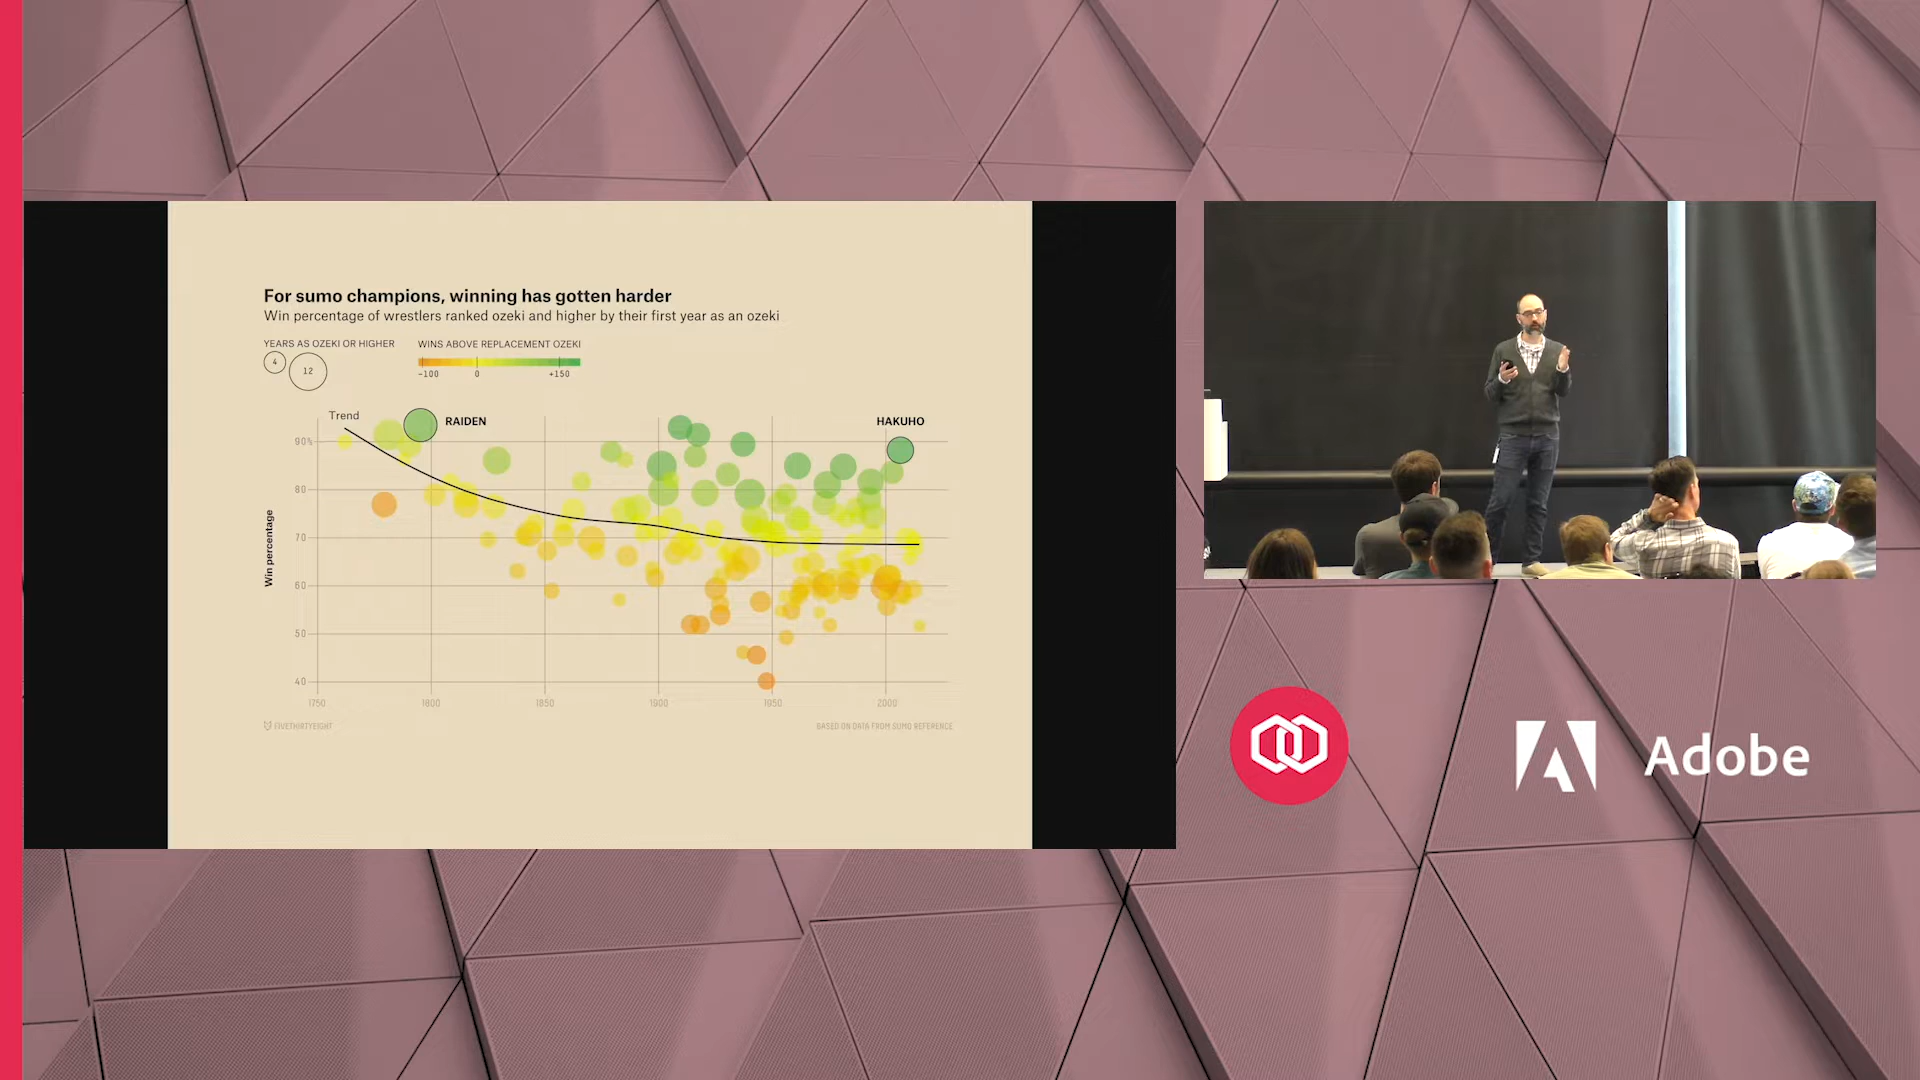 For sumo champions, winning has gotten harder
Win percentage of wrestlers ranked ozeki and higher by their first year as an ozeki
YEARS AS OZEKI OR HIGHER
4
12
WINS ABOVE REPLACEMENT OZEKI
−100 0 +150
Trend
RAIDEN
HAKUHO
Win percentage
90%
80
70
60
50
40
1750 1800 1850 1900 1950 2000
FIVETHIRTYEIGHT
BASED ON DATA FROM SUMO REFERENCE
Adobe